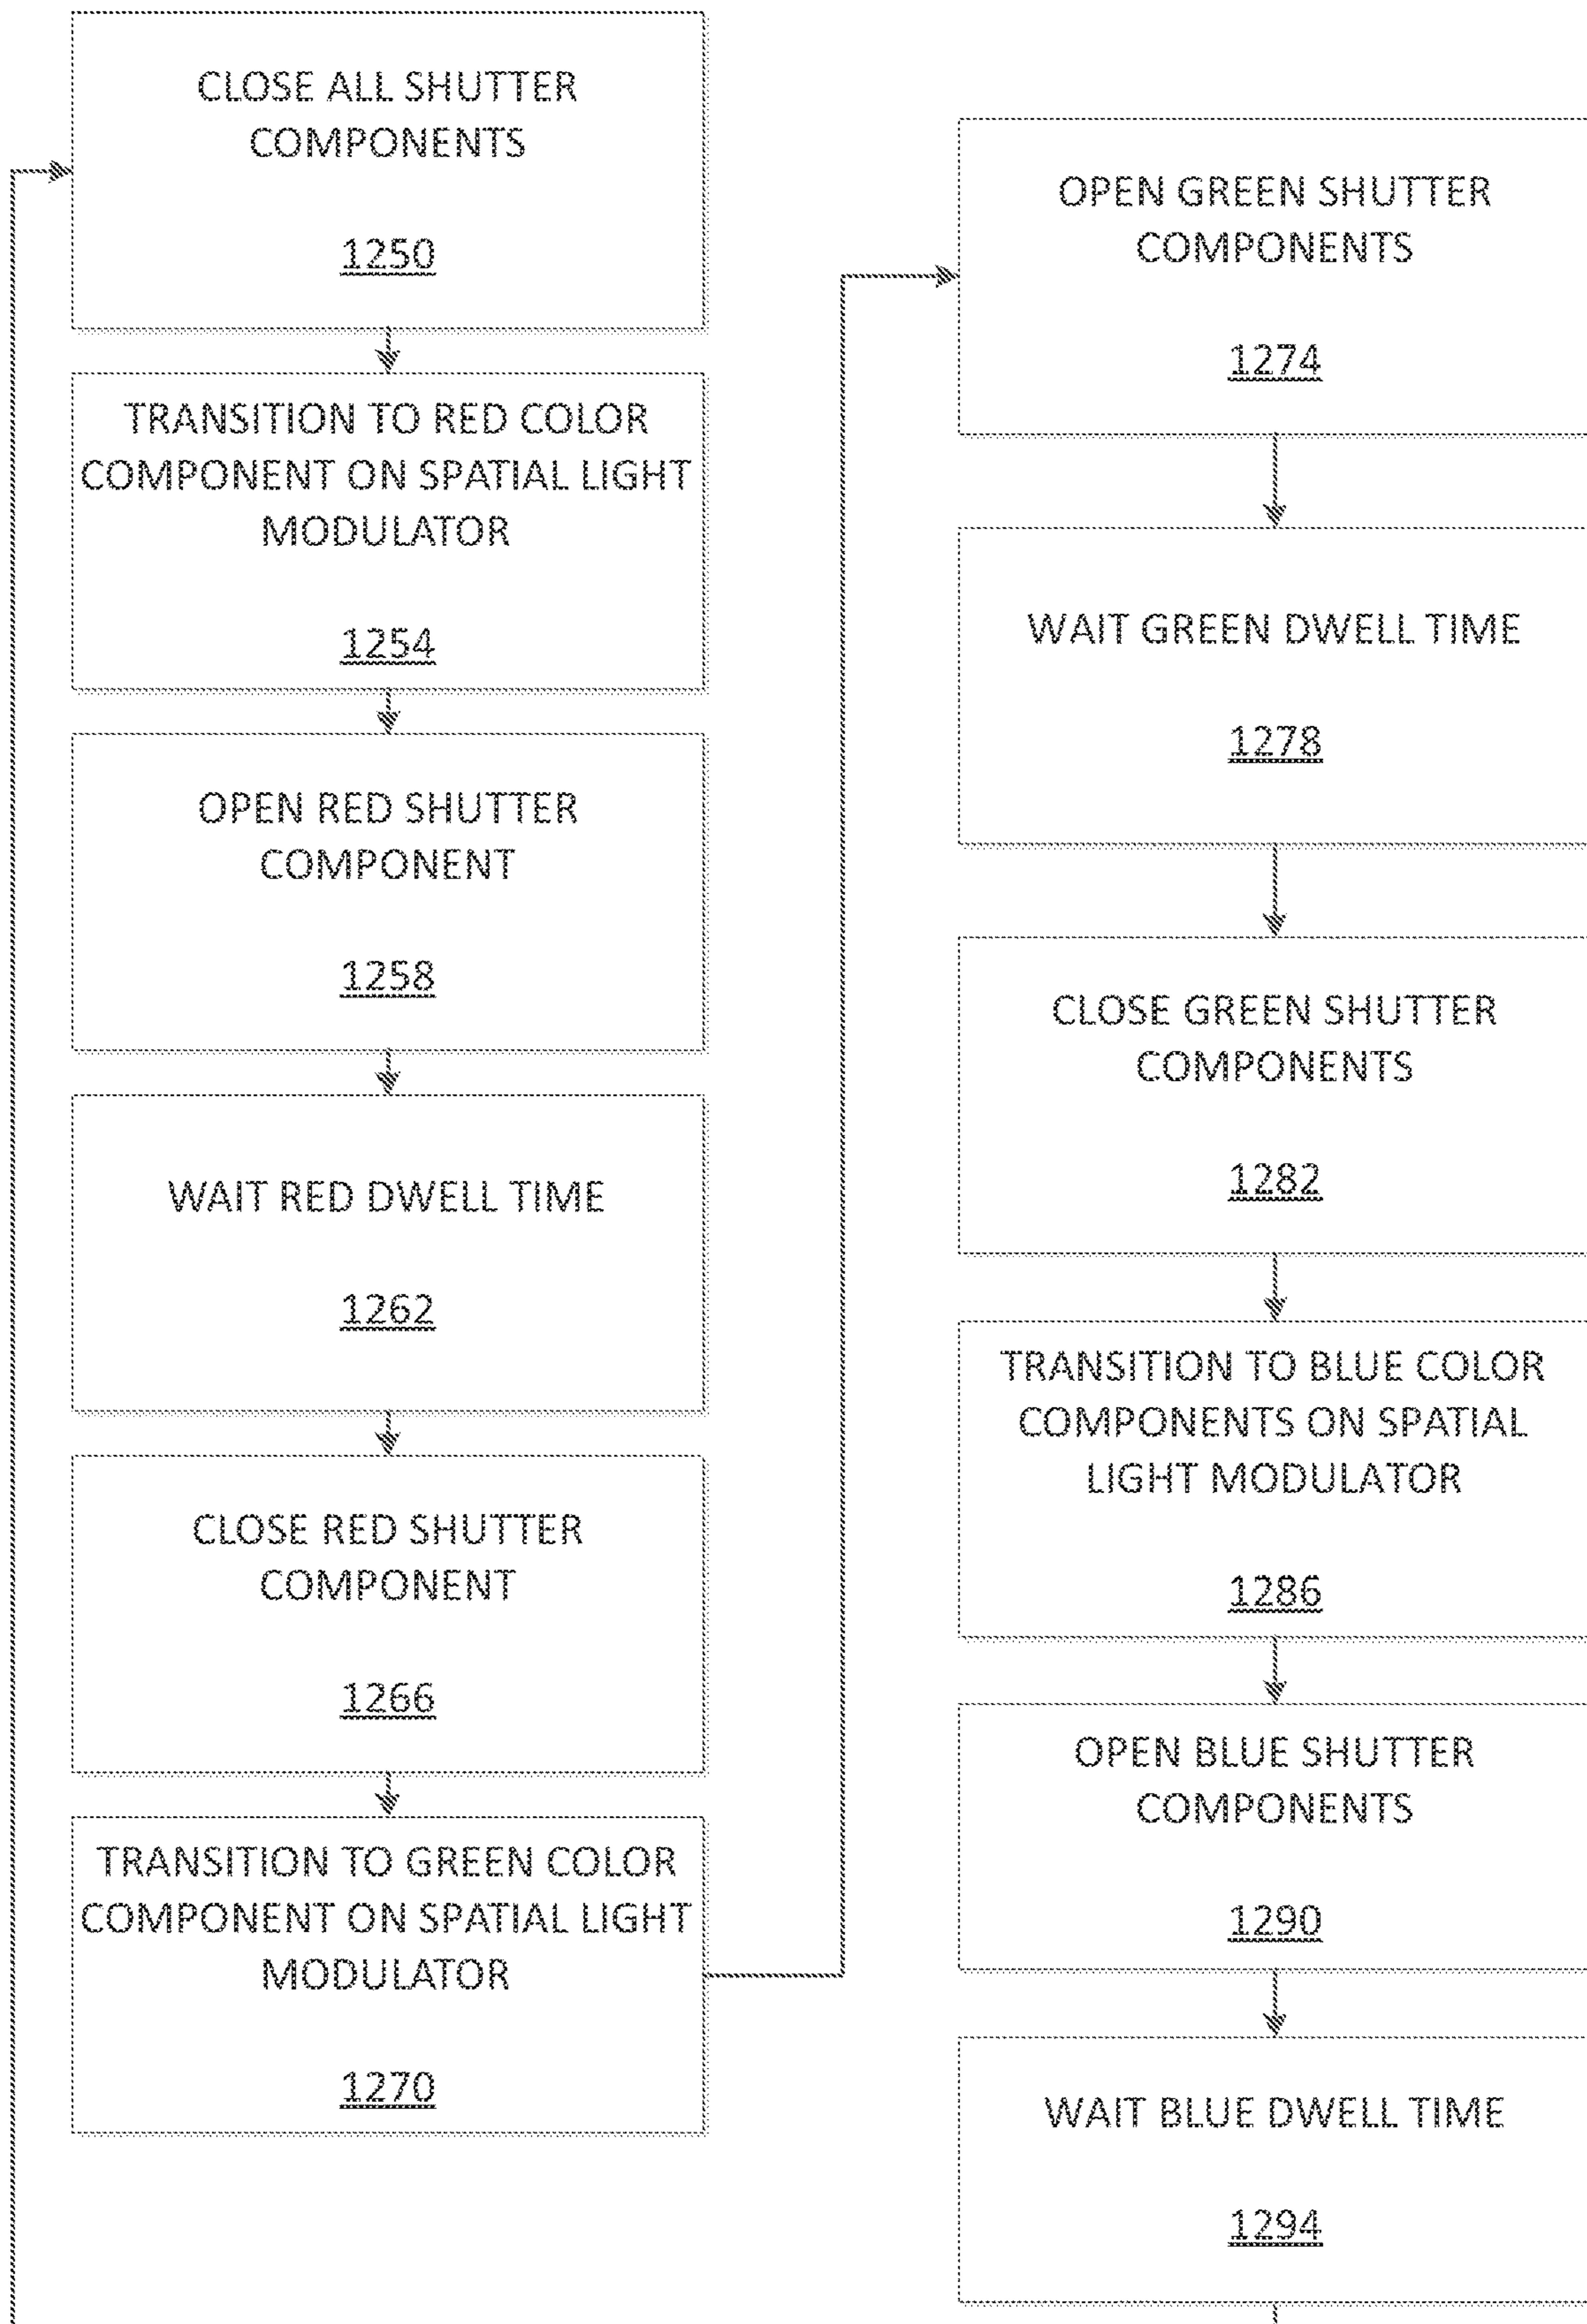 CLOSE ALL SHUTTER
COMPONENTS
1250
TRANSITION TO RED COLOR
COMPONENT ON SPATIAL LIGHT
MODULATOR
1254
OPEN RED SHUTTER
COMPONENT
1258
WAIT RED DWELL TIME
1262
CLOSE RED SHUTTER
COMPONENT
1266
TRANSITION TO GREEN COLOR
COMPONENT ON SPATIAL LIGHT
MODULATOR
1270
OPEN GREEN SHUTTER
COMPONENTS
1274
WAIT GREEN DWELL TIME
1278
CLOSE GREEN SHUTTER
COMPONENTS
1282
TRANSITION TO BLUE COLOR
COMPONENTS ON SPATIAL
LIGHT MODULATOR
1286
OPEN BLUE SHUTTER
COMPONENTS
1290
WAIT BLUE DWELL TIME
1294